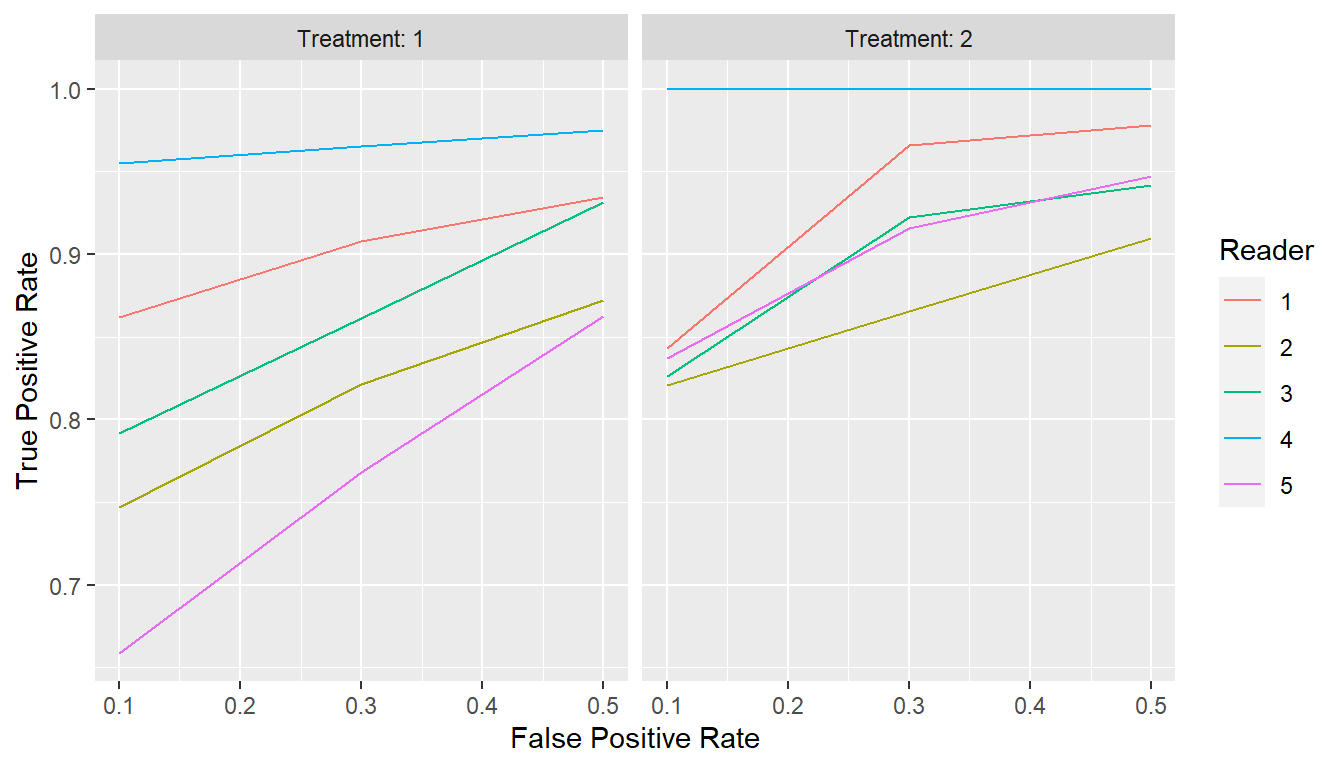 Treatment: 1
Treatment: 2
True Positive Rate
1.0
0.9
0.8
0.7
0.1 0.2 0.3 0.4 0.5
0.1 0.2 0.3 0.4 0.5
False Positive Rate
Reader
1
2
3
4
5